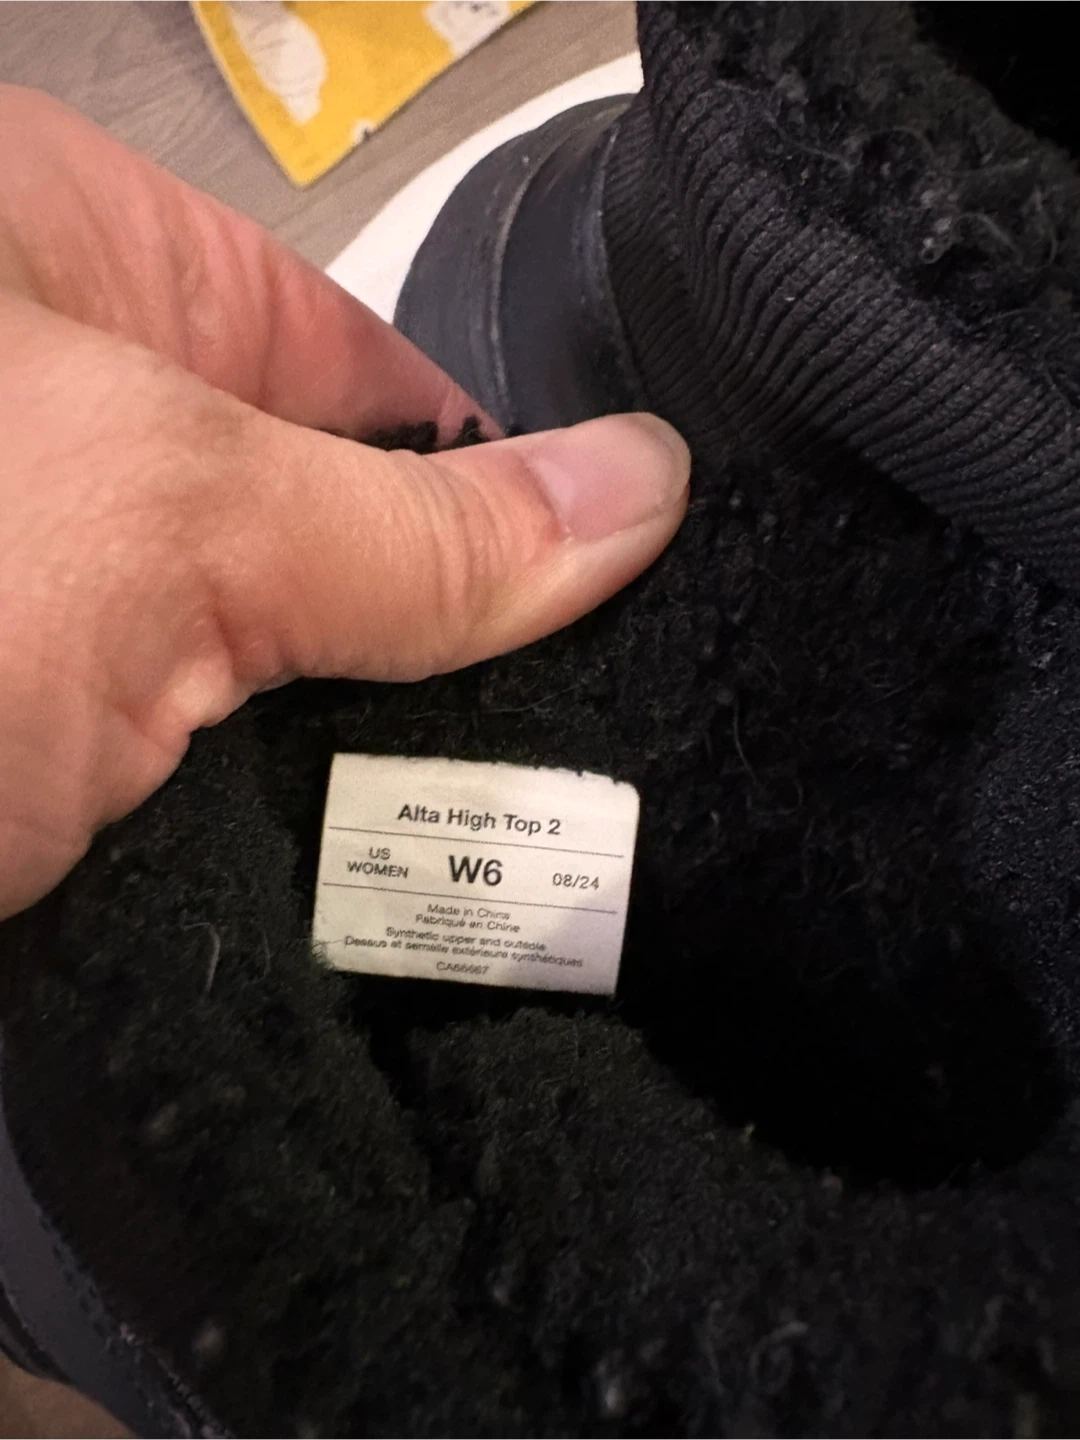 Alta High Top 2
US
WOMEN
W6
08/24
Made in China
Fabriqué en Chine
Synthetic upper and outsole
Dessus et semelle extérieure synthétiques